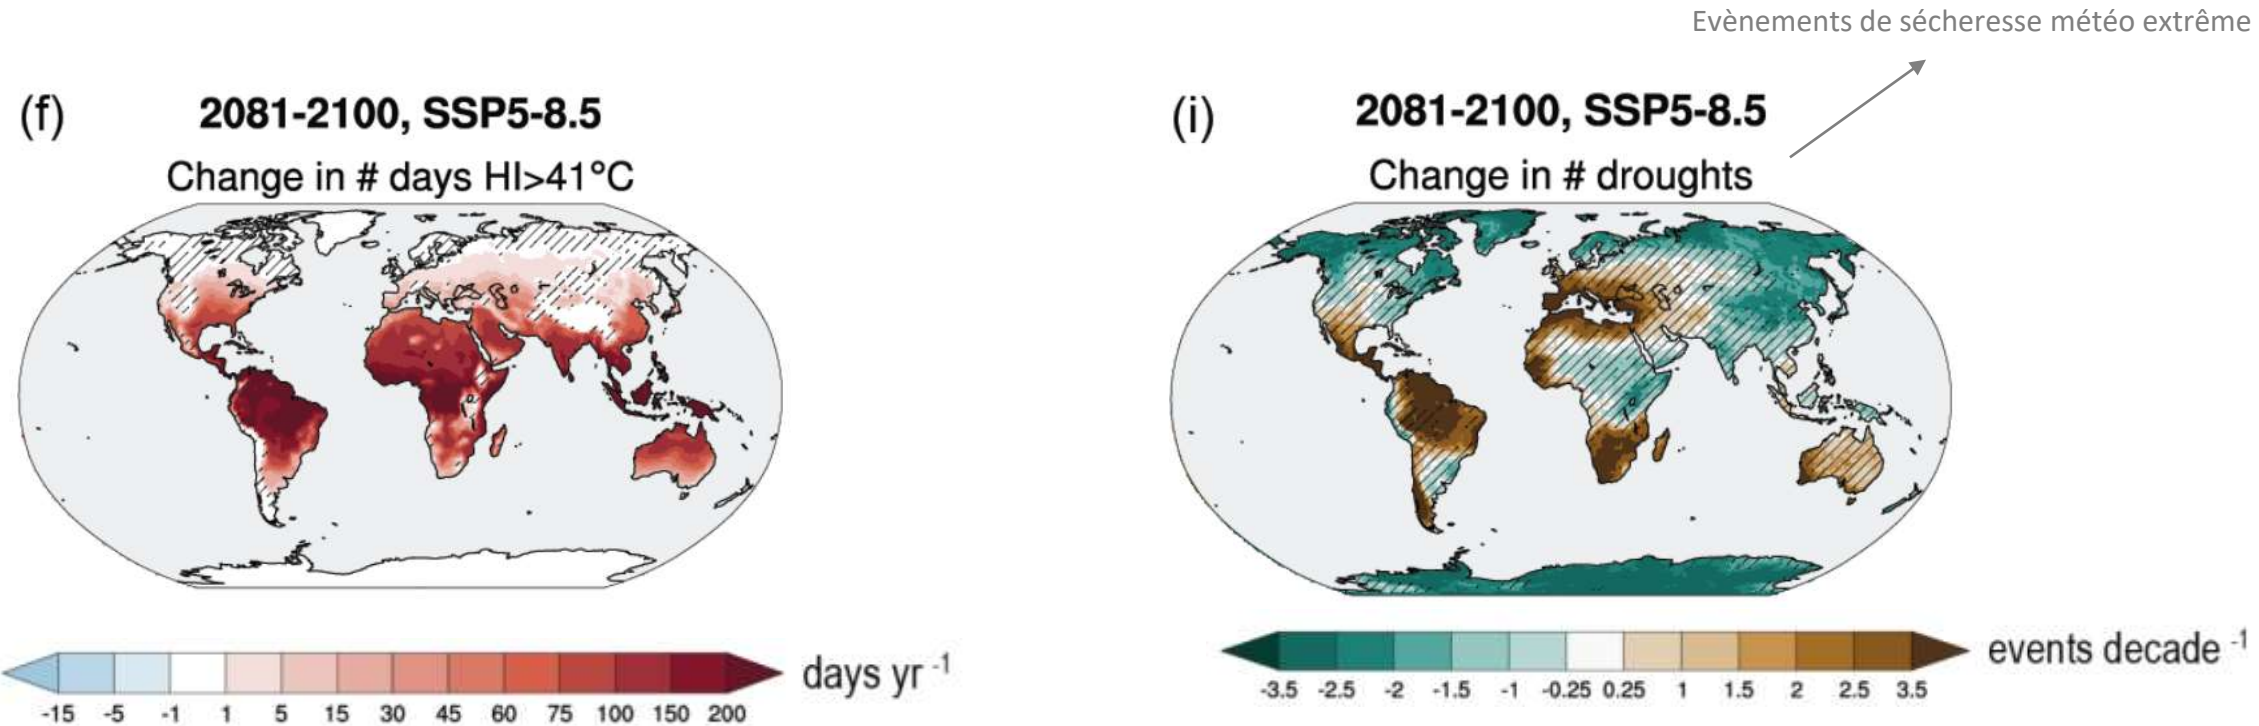 Evènements de sécheresse météo extrême
(f)
2081-2100, SSP5-8.5
Change in # days HI>41°C
-15 -5 -1 1 5 15 30 45 60 75 100 150 200
days yr -1
(i)
2081-2100, SSP5-8.5
Change in # droughts
-3.5 -2.5 -2 -1.5 -1 -0.25 0.25 1 1.5 2 2.5 3.5
events decade -1